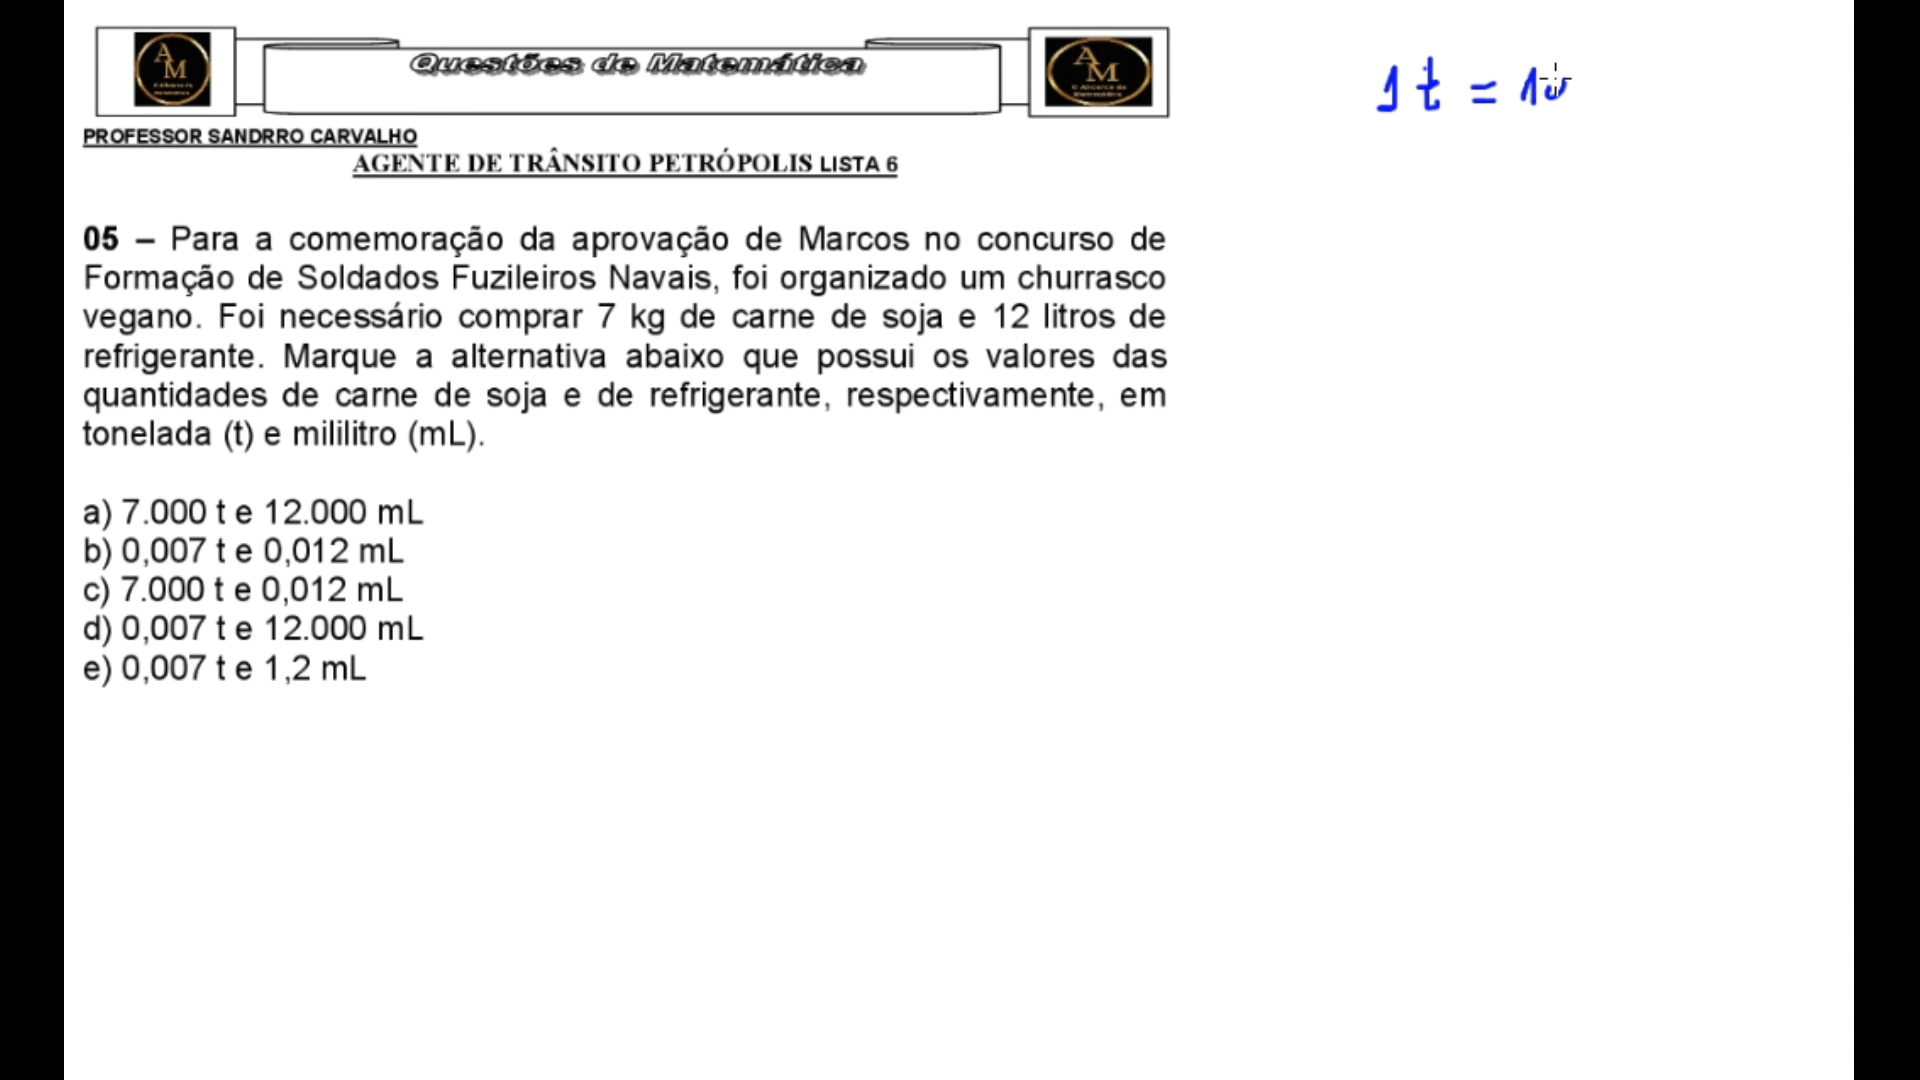 A
M
Questões de Matemática
A
M
1 t = 10
PROFESSOR SANDRRO CARVALHO
AGENTE DE TRÂNSITO PETRÓPOLIS LISTA 6
05 – Para a comemoração da aprovação de Marcos no concurso de
Formação de Soldados Fuzileiros Navais, foi organizado um churrasco
vegano. Foi necessário comprar 7 kg de carne de soja e 12 litros de
refrigerante. Marque a alternativa abaixo que possui os valores das
quantidades de carne de soja e de refrigerante, respectivamente, em
tonelada (t) e mililitro (mL).
a) 7.000 t e 12.000 mL
b) 0,007 t e 0,012 mL
c) 7.000 t e 0,012 mL
d) 0,007 t e 12.000 mL
e) 0,007 t e 1,2 mL